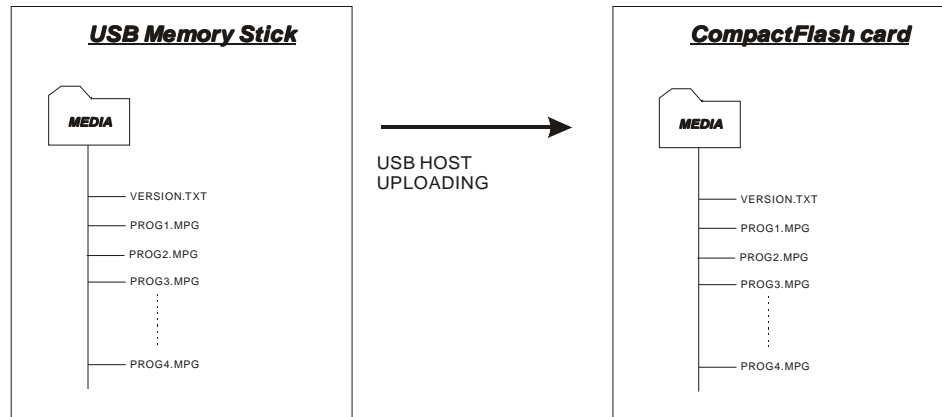 USB Memory Stick
MEDIA
VERSION.TXT
PROG1.MPG
PROG2.MPG
PROG3.MPG
PROG4.MPG
USB HOST
UPLOADING
CompactFlash card
MEDIA
VERSION.TXT
PROG1.MPG
PROG2.MPG
PROG3.MPG
PROG4.MPG